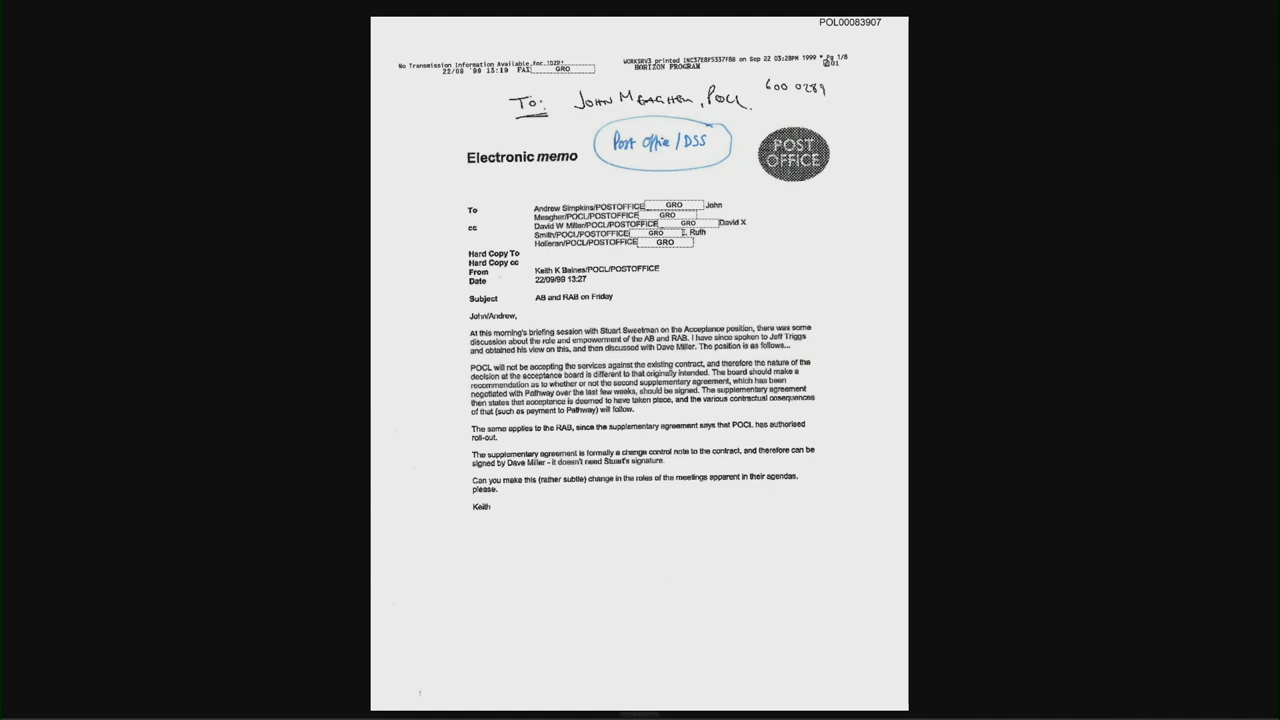 POL00083907
No Transmission Information Available for
WORKSRV3 printed INC37E8F5337F88 on Sep 22 03:28PM 1999 * Pg 1/8
22/09 '99 15:19 FAX GRO
HORIZON PROGRAM
01
To: JOHN MEAGHER, POCL.
600 0289
Post Office / DSS
Electronic memo
POST OFFICE
To
Andrew Simpkins/POSTOFFICE GRO John
Meagher/POCL/POSTOFFICE GRO
cc
David W Miller/POCL/POSTOFFICE GRO David X
Smith/POCL/POSTOFFICE GRO Ruth
Holleran/POCL/POSTOFFICE GRO
Hard Copy To
Hard Copy cc
From Keith K Baines/POCL/POSTOFFICE
Date 22/09/99 13:27
Subject AB and RAB on Friday
John/Andrew,
At this morning's briefing session with Stuart Sweetman on the Acceptance position, there was some
discussion about the role and empowerment of the AB and RAB. I have since spoken to Jeff Triggs
and obtained his view on this, and then discussed with Dave Miller. The position is as follows...
POCL will not be accepting the services against the existing contract, and therefore the nature of the
decision at the acceptance board is different to that originally intended. The board should make a
recommendation as to whether or not the second supplementary agreement, which has been
negotiated with Pathway over the last few weeks, should be signed. The supplementary agreement
then states that acceptance is deemed to have taken place, and the various contractual cosequences
of that (such as payment to Pathway) will follow.
The same applies to the RAB, since the supplementary agreement says that POCL has authorised
roll-out.
The supplementary agreement is formally a change control note to the contract, and therefore can be
signed by Dave Miller - it doesn't need Stuart's signature.
Can you make this (rather subtle) change in the roles of the meetings apparent in their agendas,
please.
Keith